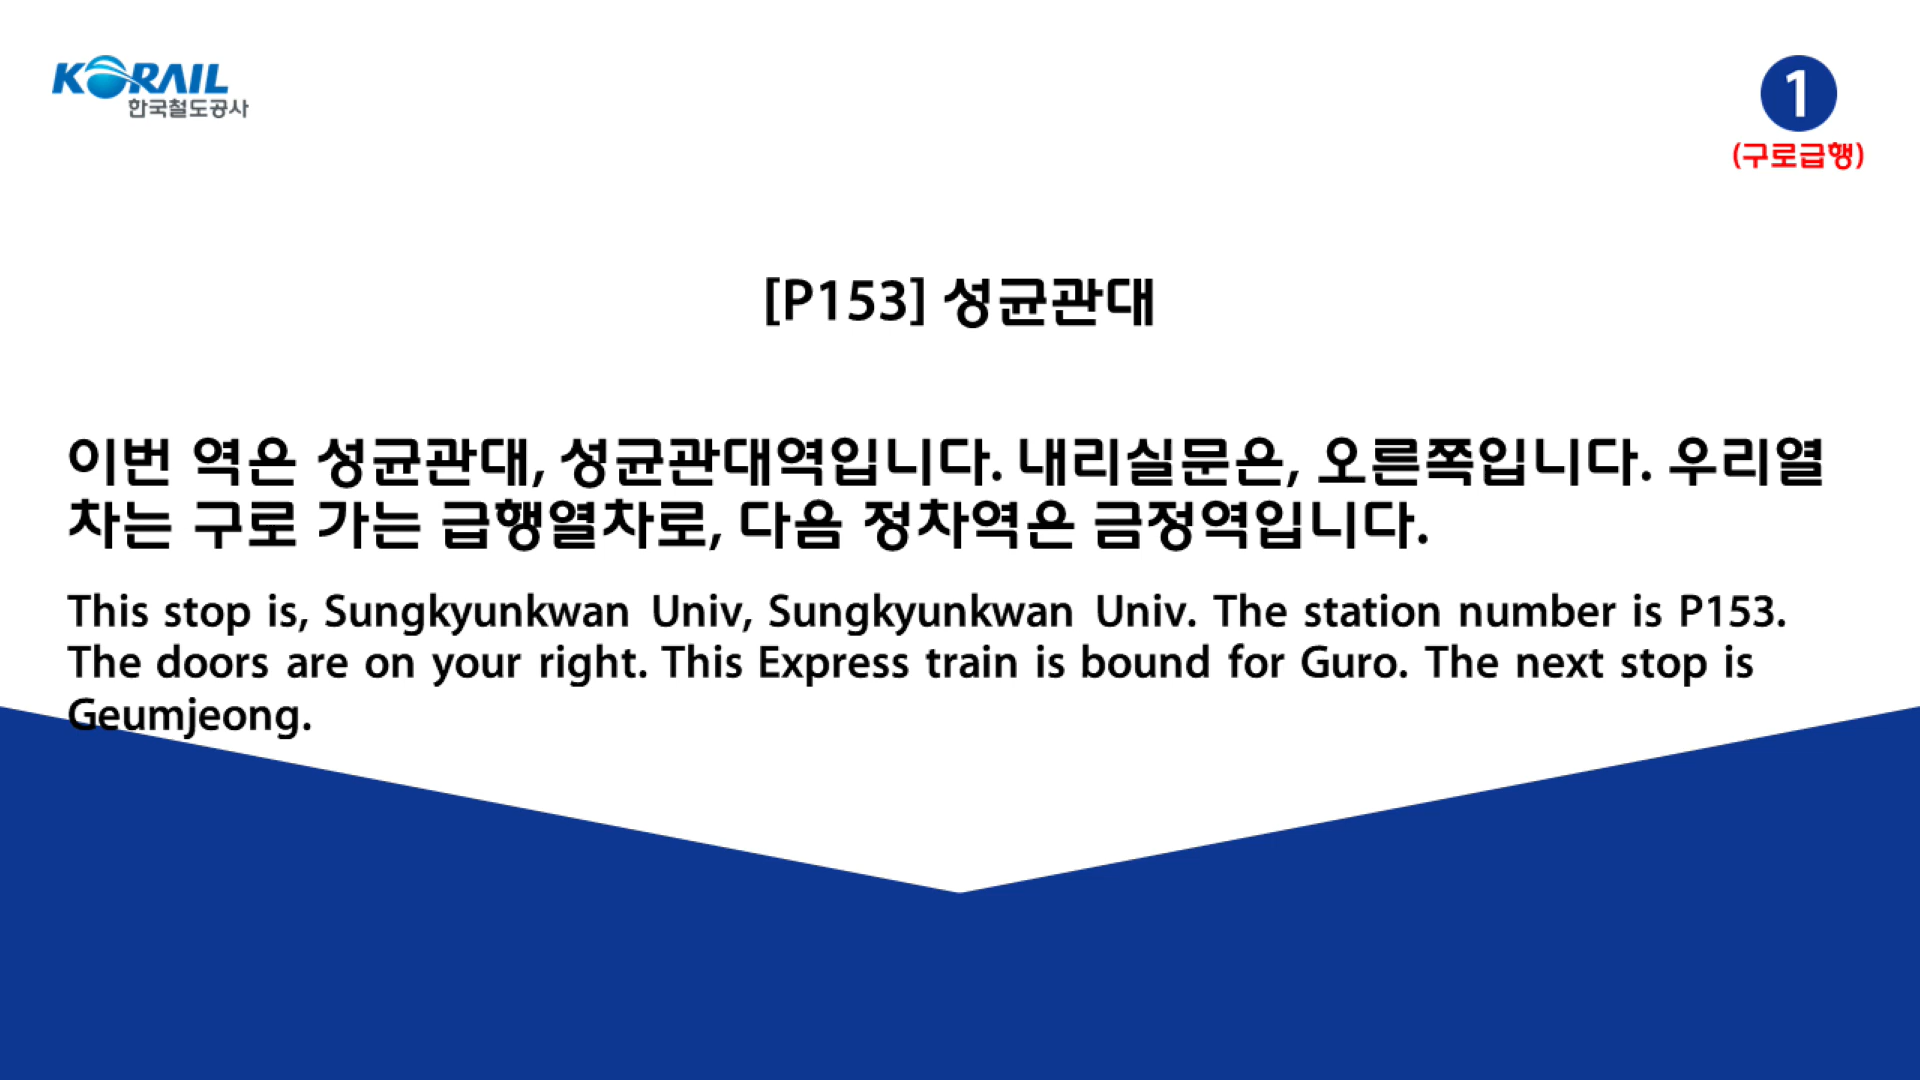 KORAIL
한국철도공사
1
(구로급행)
[P153] 성균관대
이번 역은 성균관대, 성균관대역입니다. 내리실문은, 오른쪽입니다. 우리열
차는 구로 가는 급행열차로, 다음 정차역은 금정역입니다.
This stop is, Sungkyunkwan Univ, Sungkyunkwan Univ. The station number is P153.
The doors are on your right. This Express train is bound for Guro. The next stop is
Geumjeong.